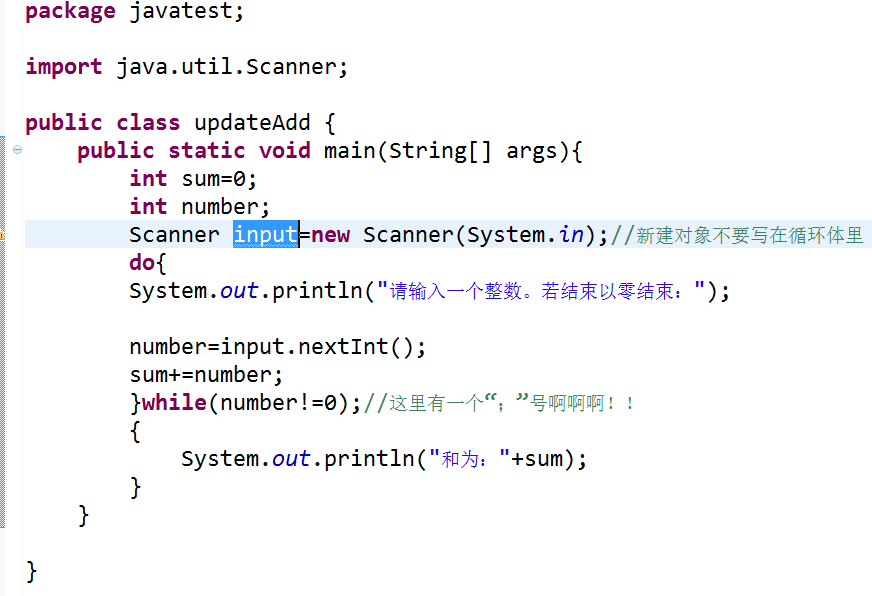 package javatest;
import java.util.Scanner;
public class updateAdd {
public static void main(String[] args){
int sum=0;
int number;
Scanner input=new Scanner(System.in);//新建对象不要写在循环体里
do{
System.out.println("请输入一个整数。若结束以零结束：");
number=input.nextInt();
sum+=number;
}while(number!=0);//这里有一个“；”号啊啊啊！！
{
System.out.println("和为："+sum);
}
}
}